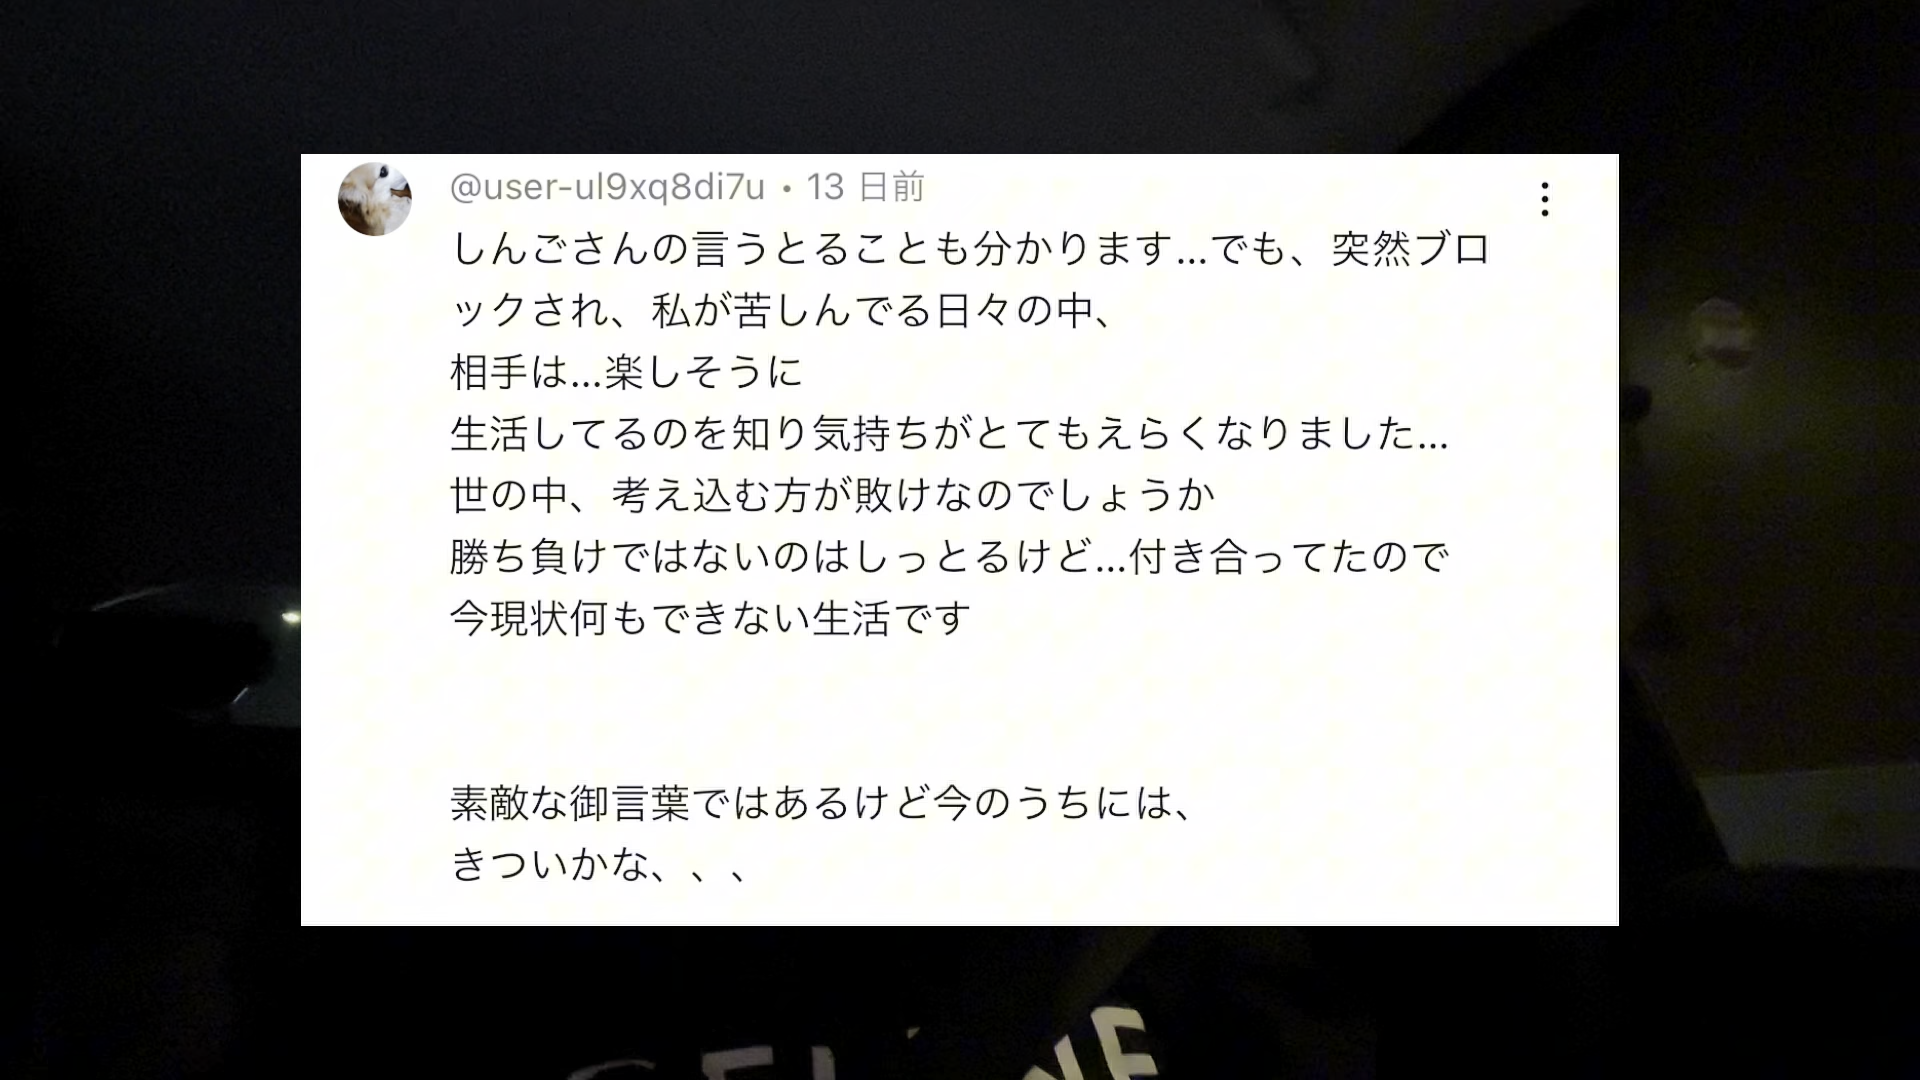 @user-ul9xq8di7u • 13 日前
しんごさんの言うとることも分かります...でも、突然ブロ
ックされ、私が苦しんでる日々の中、
相手は...楽しそうに
生活してるのを知り気持ちがとてもえらくなりました...
世の中、考え込む方が敗けなのでしょうか
勝ち負けではないのはしっとるけど...付き合ってたので
今現状何もできない生活です
素敵な御言葉ではあるけど今のうちには、
きついかな、、、